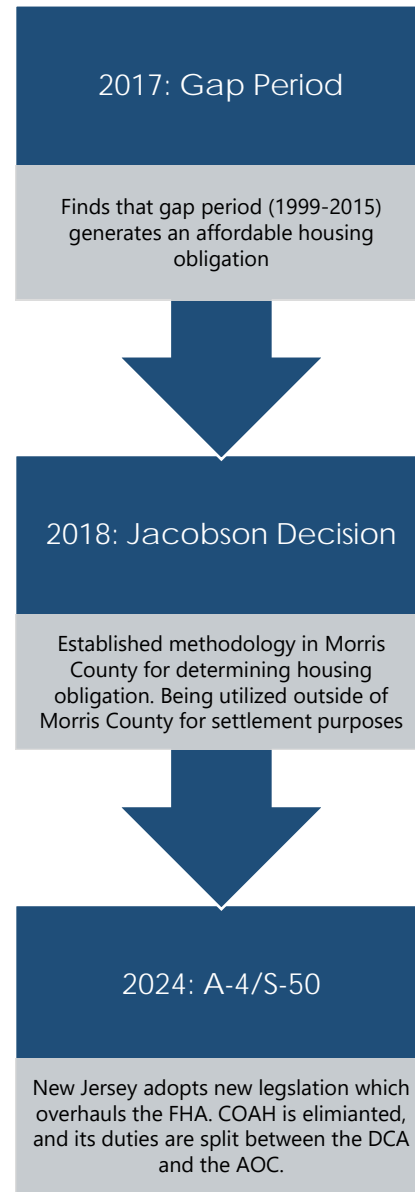 2017: Gap Period
Finds that gap period (1999-2015)
generates an affordable housing
obligation
2018: Jacobson Decision
Established methodology in Morris
County for determining housing
obligation. Being utilized outside of
Morris County for settlement purposes
2024: A-4/S-50
New Jersey adopts new legslation which
overhauls the FHA. COAH is elimianted,
and its duties are split between the DCA
and the AOC.